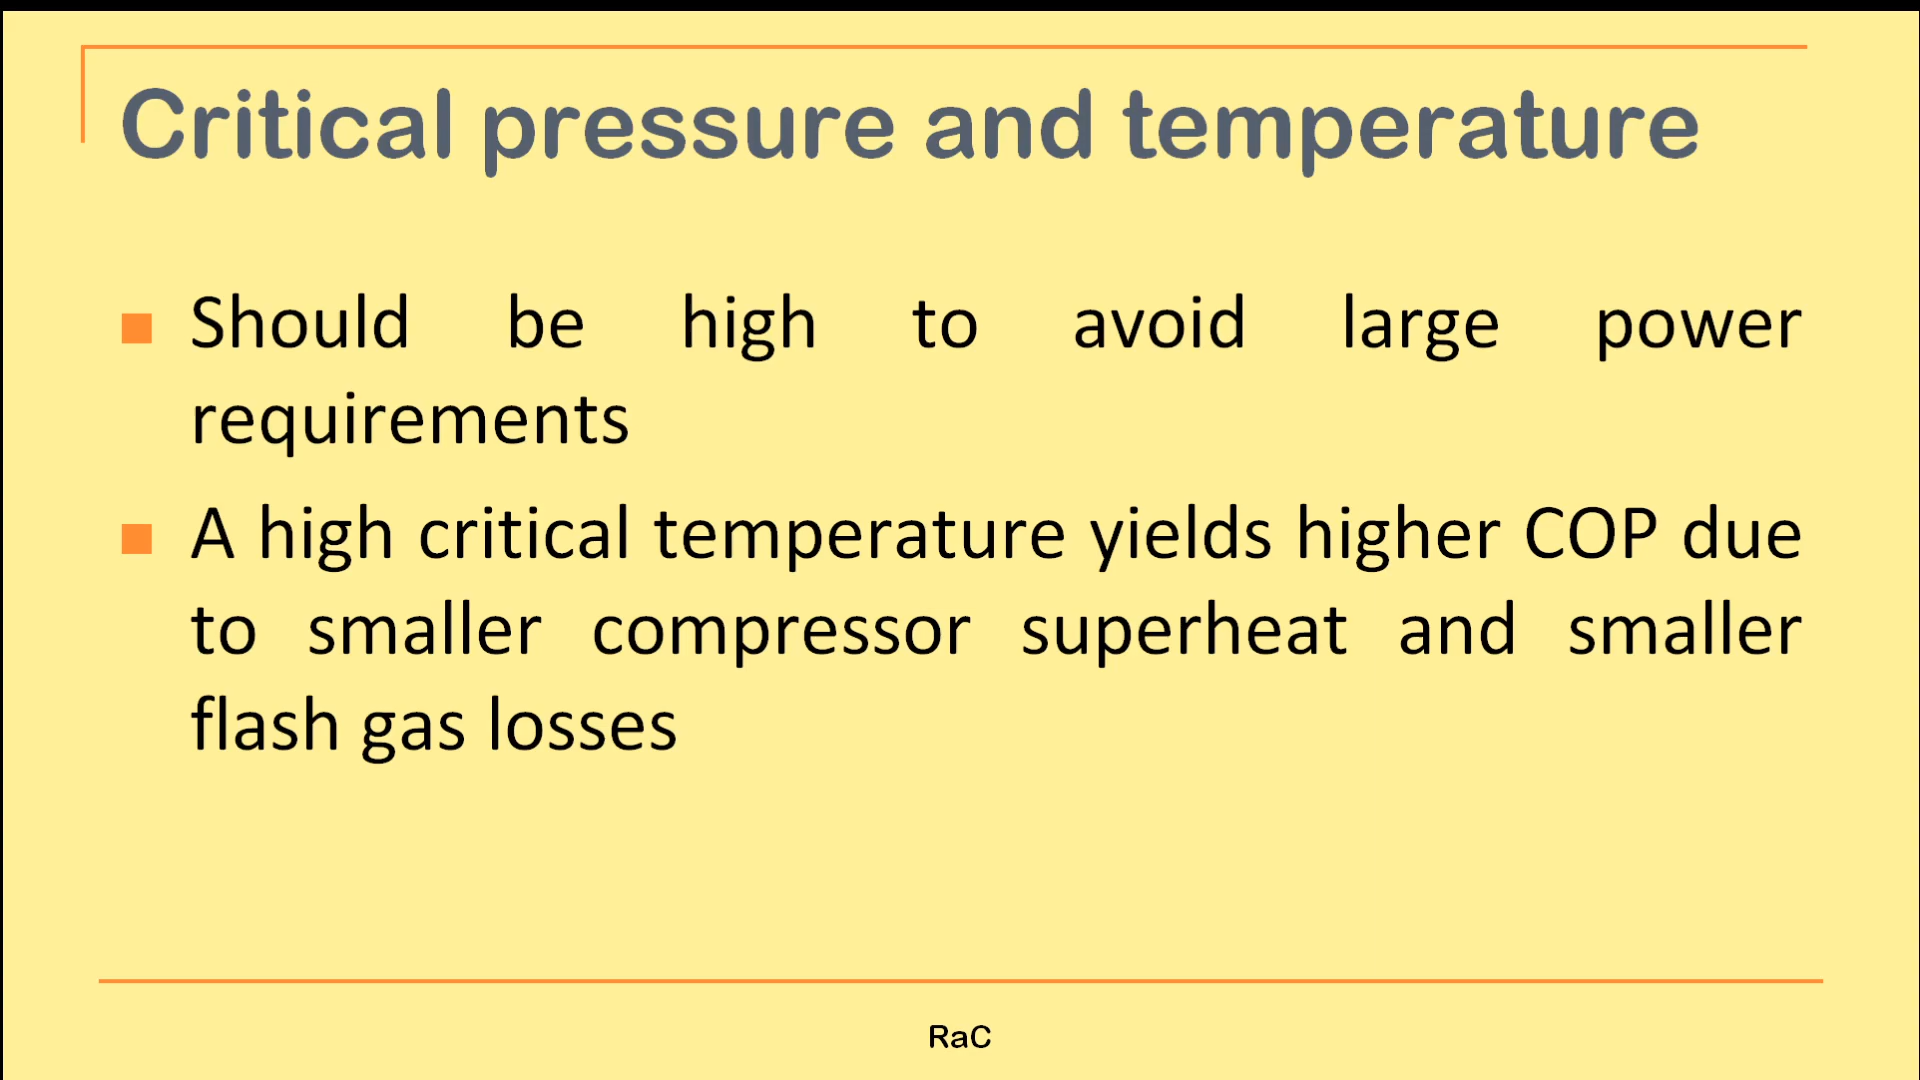 Critical pressure and temperature
Should be high to avoid large power
requirements
A high critical temperature yields higher COP due
to smaller compressor superheat and smaller
flash gas losses
RaC